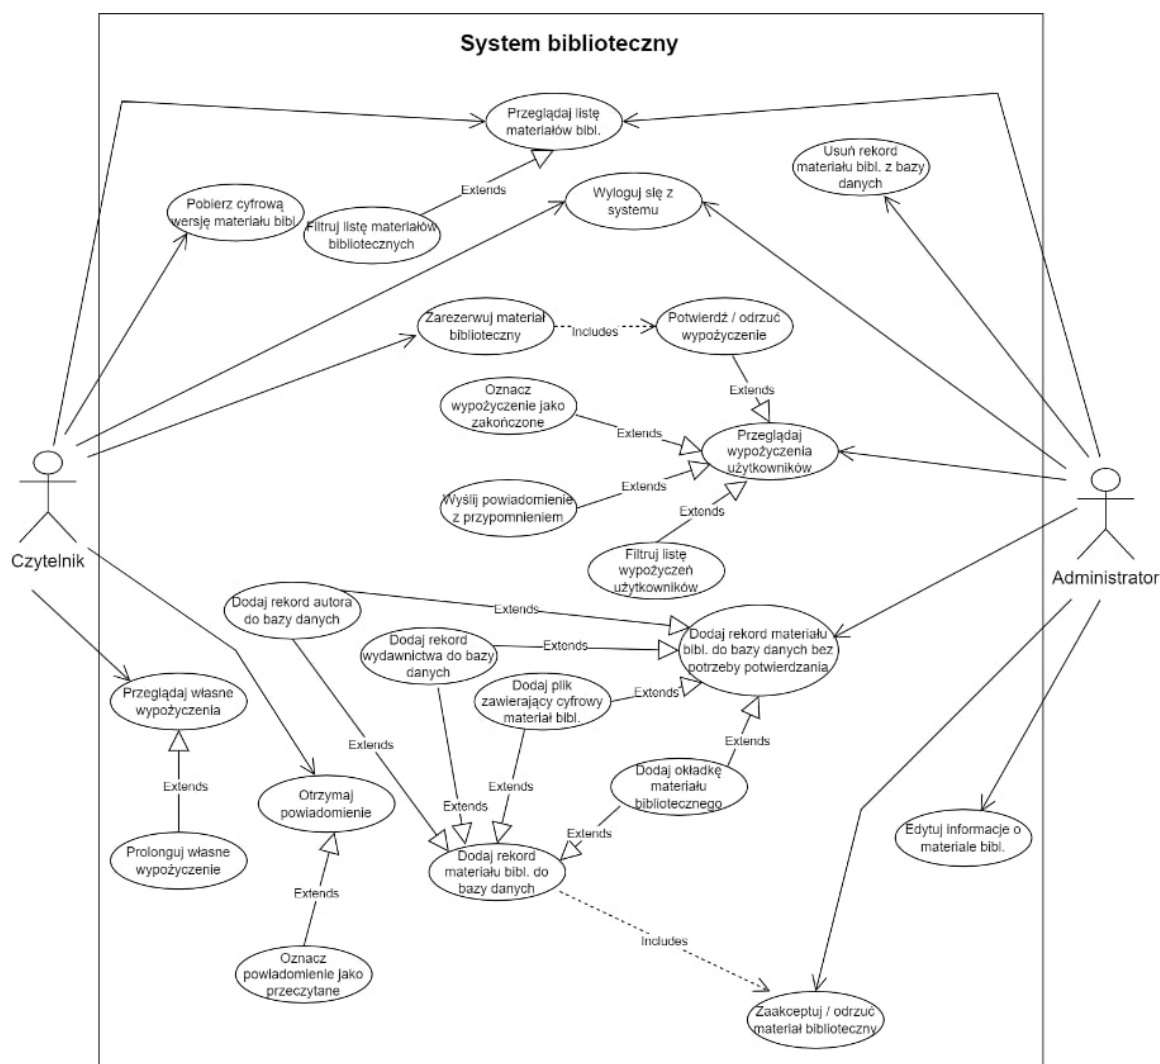 System biblioteczny
Przeglądaj listę
materiałów bibl.
Usuń rekord
materiału bibl. z bazy
danych
Extends
Wyloguj się z
systemu
Pobierz cyfrową
wersję materiału bibl.
Filtruj listę materiałów
bibliotecznych
Zarezerwuj materiał
biblioteczny
Includes
Potwierdź / odrzuć
wypożyczenie
Extends
Oznacz
wypożyczenie jako
zakończone
Extends
Przeglądaj
wypożyczenia
użytkowników
Extends
Wyślij powiadomienie
z przypomnieniem
Extends
Filtruj listę
wypożyczeń
użytkowników
Czytelnik
Administrator
Dodaj rekord autora
do bazy danych
Extends
Dodaj rekord
wydawnictwa do bazy
danych
Extends
Dodaj rekord materiału
bibl. do bazy danych bez
potrzeby potwierdzania
Dodaj plik
zawierający cyfrowy
materiał bibl.
Extends
Przeglądaj własne
wypożyczenia
Extends
Extends
Extends
Dodaj okładkę
materiału
bibliotecznego
Extends
Otrzymaj
powiadomienie
Extends
Extends
Extends
Edytuj informacje o
materiale bibl.
Prolonguj własne
wypożyczenie
Dodaj rekord
materiału bibl. do
bazy danych
Extends
Includes
Oznacz
powiadomienie jako
przeczytane
Zaakceptuj / odrzuć
materiał biblioteczny